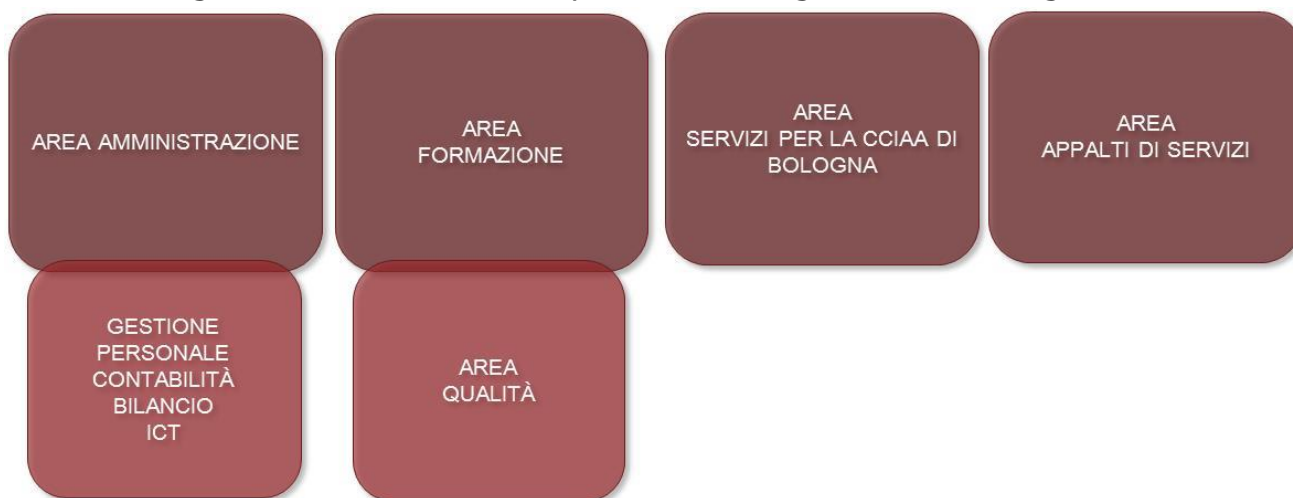 AREA AMMINISTRAZIONE
AREA
FORMAZIONE
AREA
SERVIZI PER LA CCIAA DI
BOLOGNA
AREA
APPALTI DI SERVIZI
GESTIONE
PERSONALE
CONTABILITÀ
BILANCIO
ICT
AREA
QUALITÀ